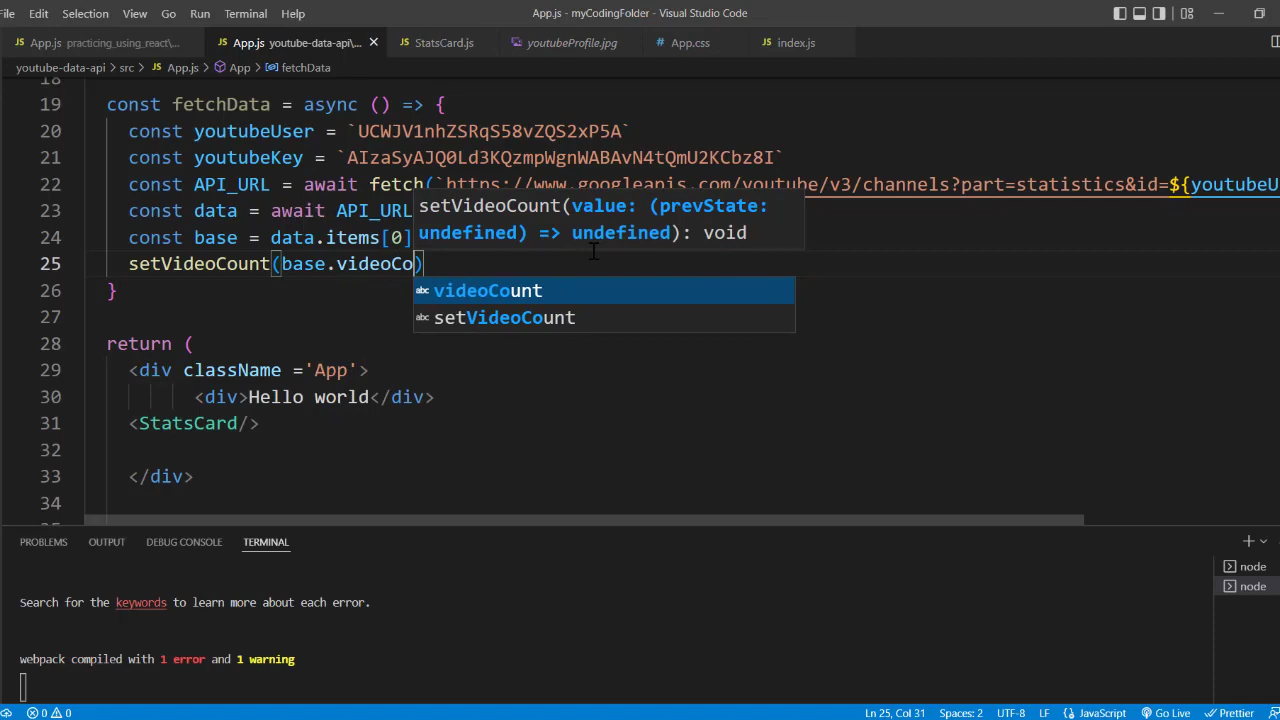 File Edit Selection View Go Run Terminal Help App.js - myCodingFolder - Visual Studio Code
App.js practicing_using_react\... App.js youtube-data-api\... StatsCard.js youtubeProfile.jpg App.css index.js
youtube-data-api > src > App.js > App > fetchData
18
19 const fetchData = async () => {
20 const youtubeUser = `UCWJV1nhZSRqS58vZQS2xP5A`
21 const youtubeKey = `AIzaSyAJQ0Ld3KQzmpWgnWABAvN4tQmU2KCbz8I`
22 const API_URL = await fetch(`https://www.googleapis.com/youtube/v3/channels?part=statistics&id=${youtubeU
setVideoCount(value: (prevState:
23 const data = await API_URL
undefined) => undefined): void
24 const base = data.items[0]
25 setVideoCount(base.videoCo)
26 }
videoCount
setVideoCount
27
28 return (
29 <div className ='App'>
30 <div>Hello world</div>
31 <StatsCard/>
32
33 </div>
34
PROBLEMS OUTPUT DEBUG CONSOLE TERMINAL
node
node
Search for the keywords to learn more about each error.
webpack compiled with 1 error and 1 warning
0 0 Ln 25, Col 31 Spaces: 2 UTF-8 LF JavaScript Go Live Prettier